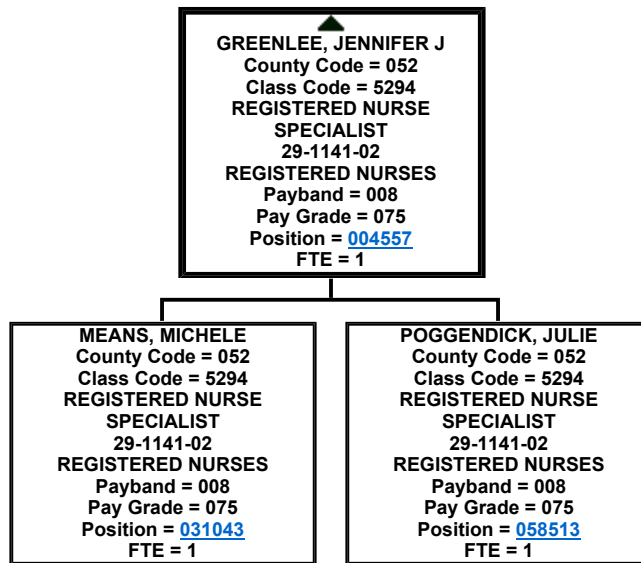 GREENLEE, JENNIFER J
County Code = 052
Class Code = 5294
REGISTERED NURSE
SPECIALIST
29-1141-02
REGISTERED NURSES
Payband = 008
Pay Grade = 075
Position = 004557
FTE = 1
MEANS, MICHELE
County Code = 052
Class Code = 5294
REGISTERED NURSE
SPECIALIST
29-1141-02
REGISTERED NURSES
Payband = 008
Pay Grade = 075
Position = 031043
FTE = 1
POGGENDICK, JULIE
County Code = 052
Class Code = 5294
REGISTERED NURSE
SPECIALIST
29-1141-02
REGISTERED NURSES
Payband = 008
Pay Grade = 075
Position = 058513
FTE = 1